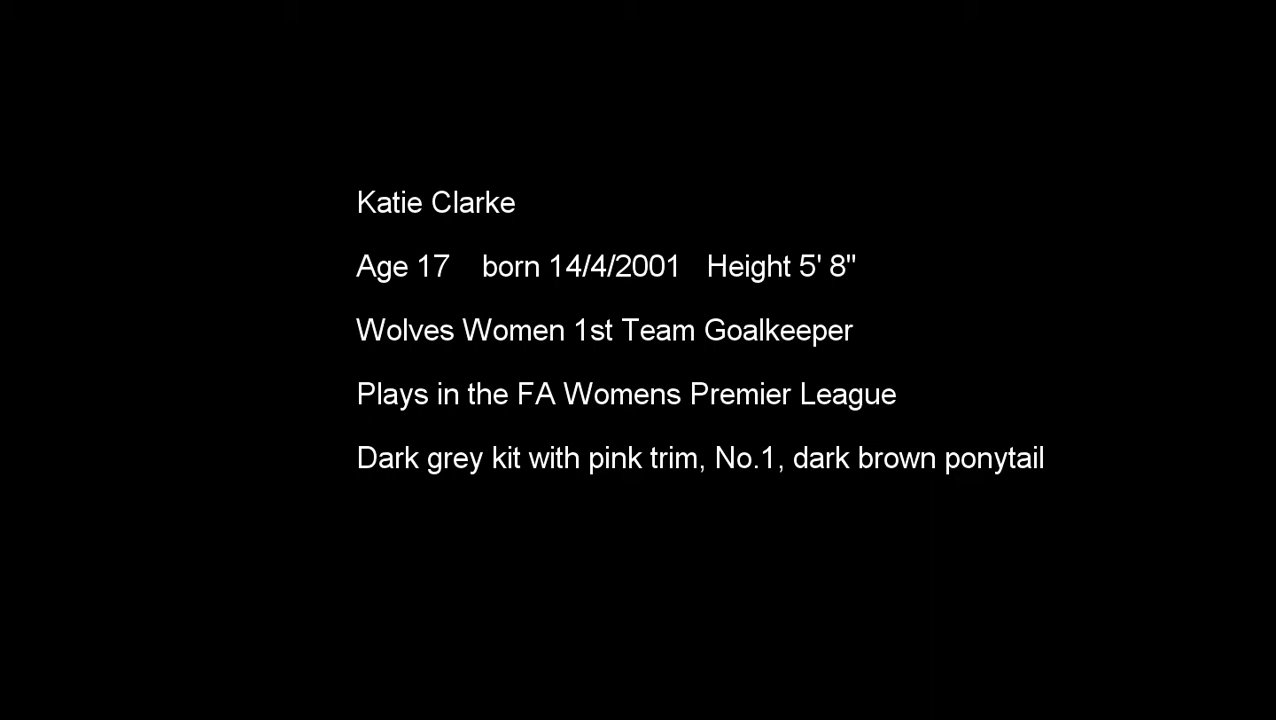 Katie Clarke
Age 17 born 14/4/2001 Height 5' 8"
Wolves Women 1st Team Goalkeeper
Plays in the FA Womens Premier League
Dark grey kit with pink trim, No.1, dark brown ponytail